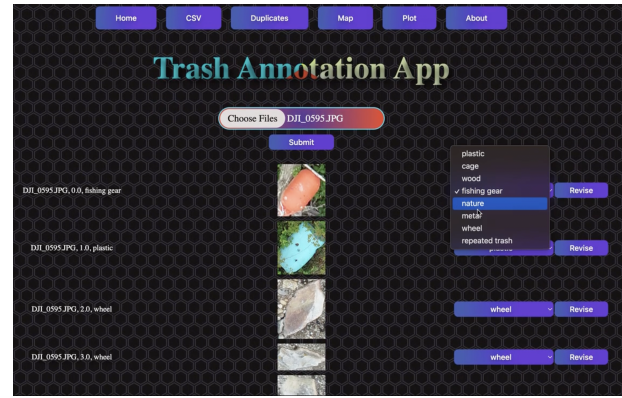 Home CSV Duplicates Map Plot About
Trash Annotation App
Choose Files DJI_0595.JPG
Submit
plastic
cage
wood
✓ fishing gear
nature
metal
wheel
repeated trash
DJI_0595.JPG, 0.0, fishing gear Revise
DJI_0595.JPG, 1.0, plastic plastic Revise
DJI_0595.JPG, 2.0, wheel wheel Revise
DJI_0595.JPG, 3.0, wheel wheel Revise